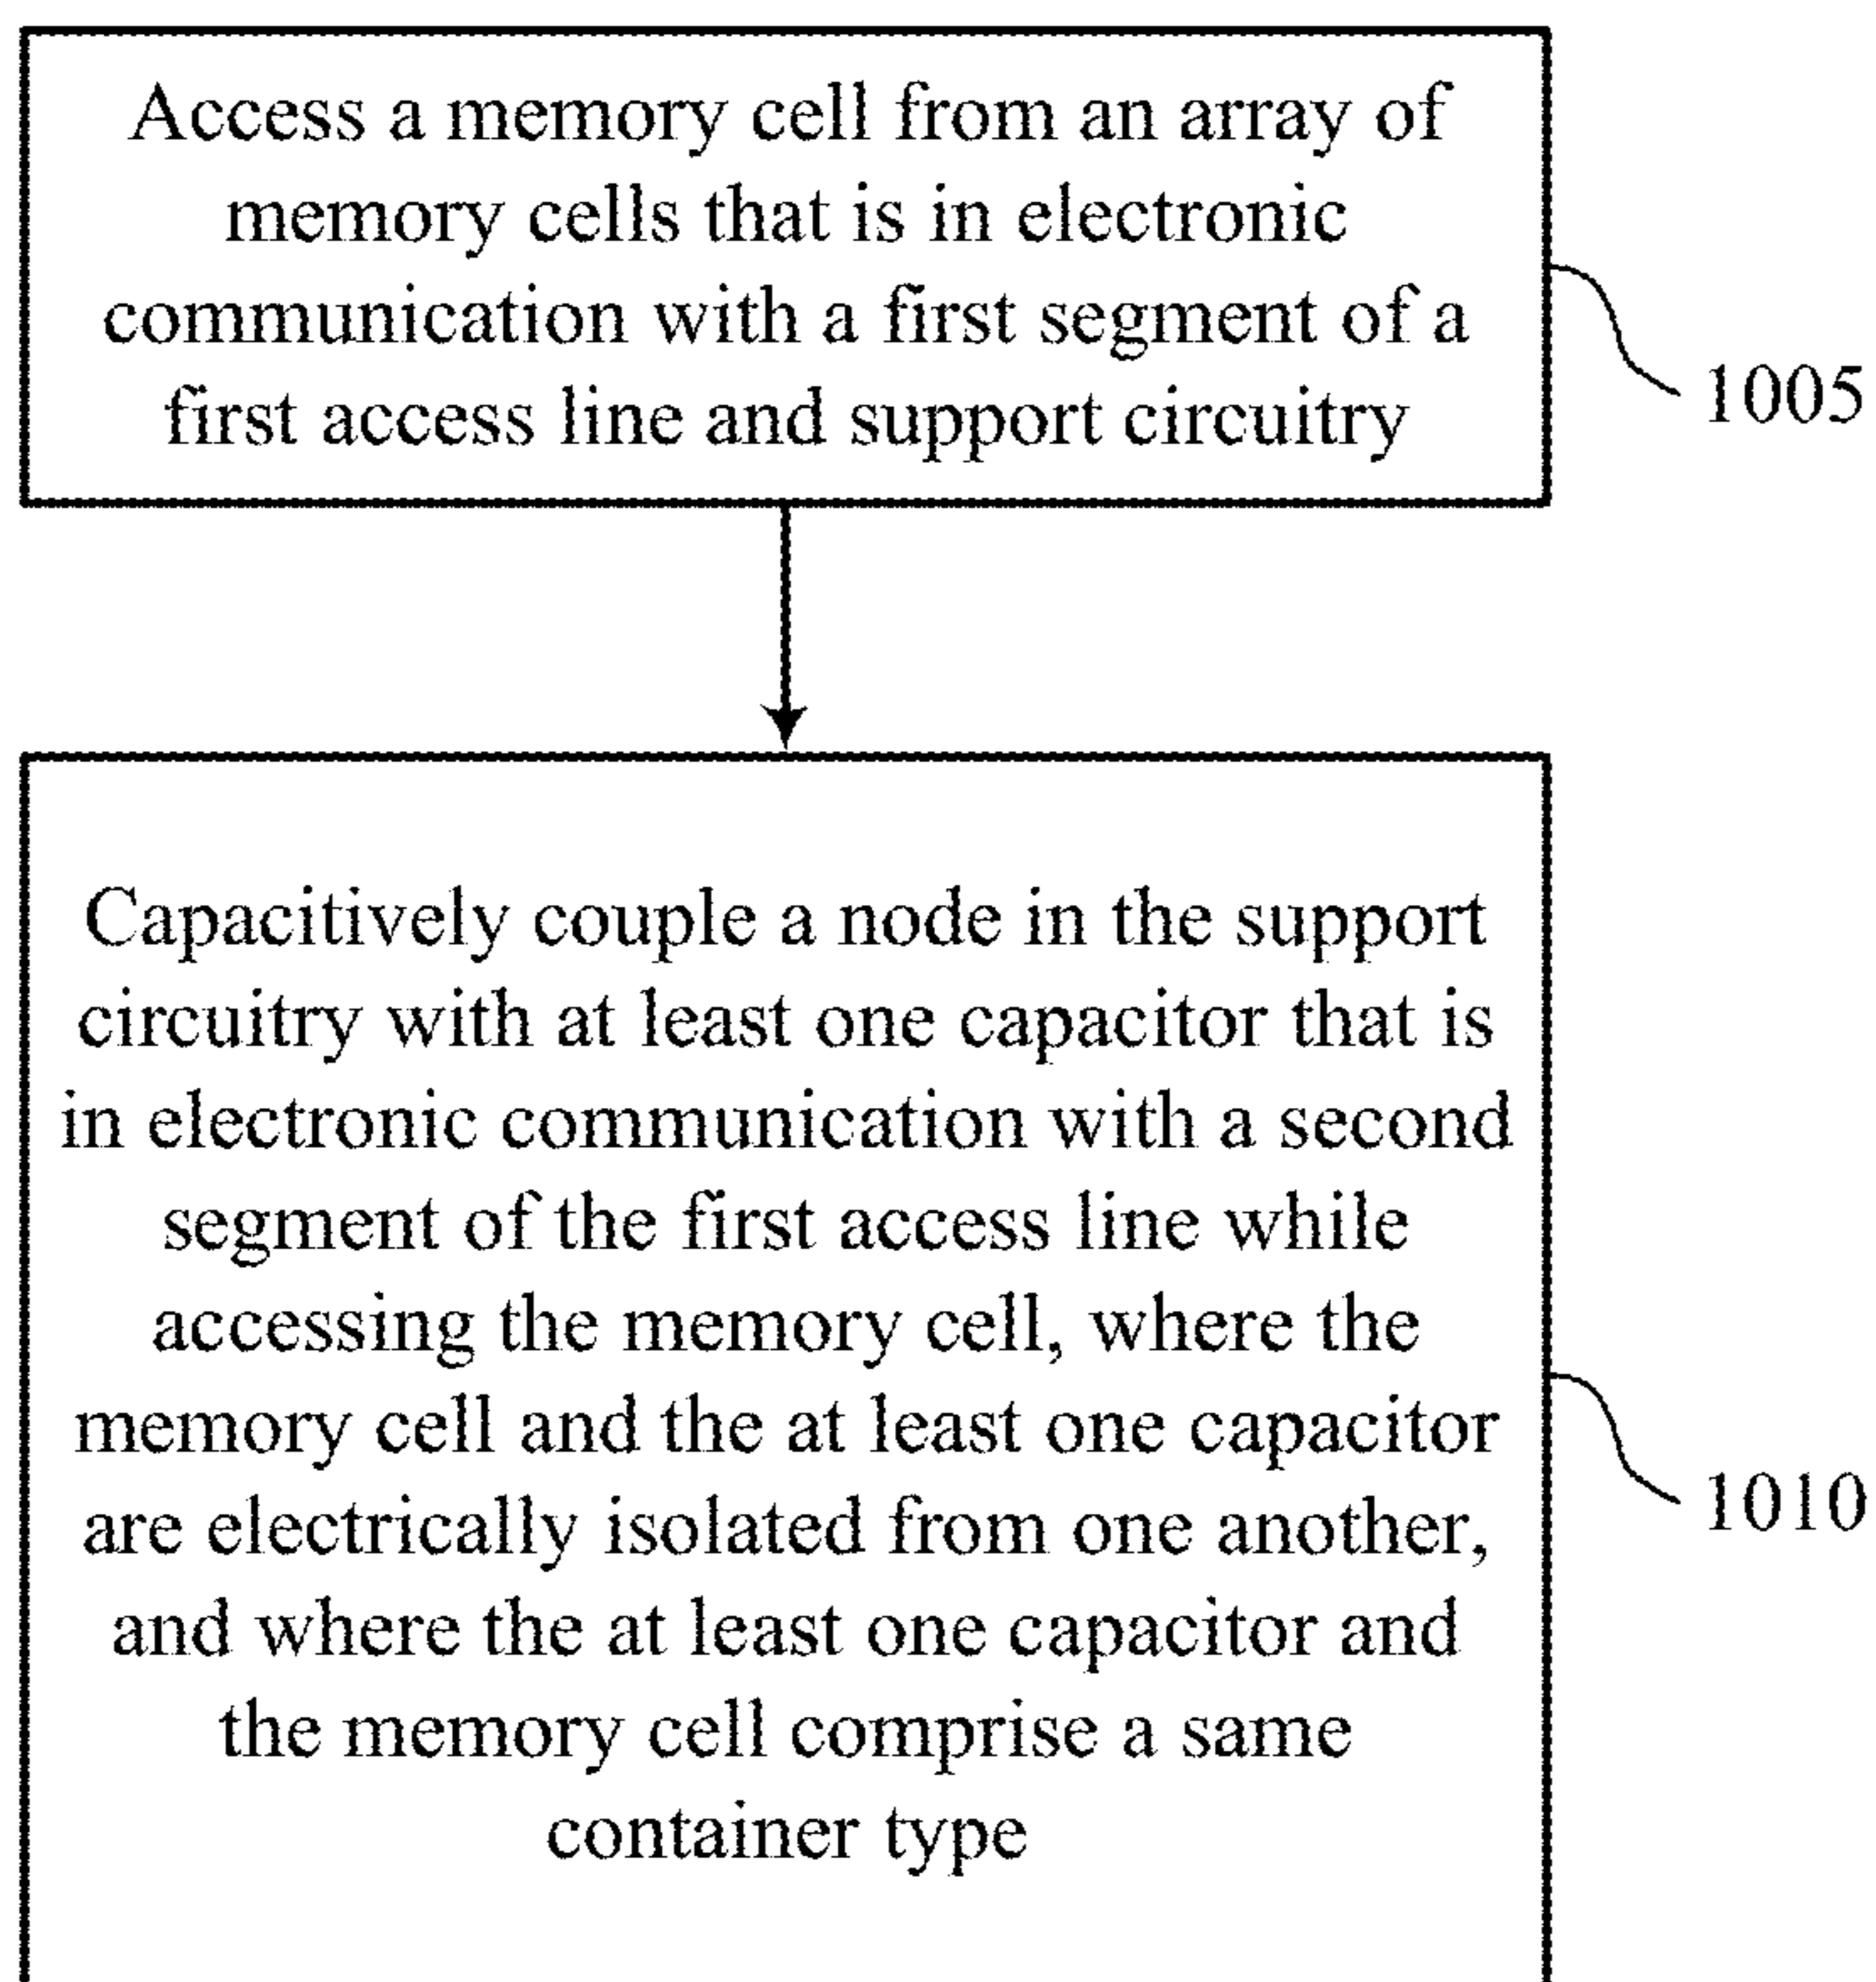 Access a memory cell from an array of
memory cells that is in electronic
communication with a first segment of a
first access line and support circuitry
1005
Capacitively couple a node in the support
circuitry with at least one capacitor that is
in electronic communication with a second
segment of the first access line while
accessing the memory cell, where the
memory cell and the at least one capacitor
are electrically isolated from one another,
and where the at least one capacitor and
the memory cell comprise a same
container type
1010